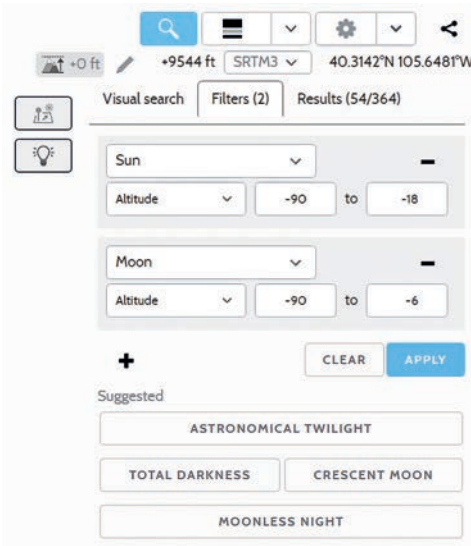 +0 ft +9544 ft SRTM3 40.3142°N 105.6481°W
Visual search Filters (2) Results (54/364)
Sun
Altitude -90 to -18
Moon
Altitude -90 to -6
CLEAR APPLY
Suggested
ASTRONOMICAL TWILIGHT
TOTAL DARKNESS CRESCENT MOON
MOONLESS NIGHT